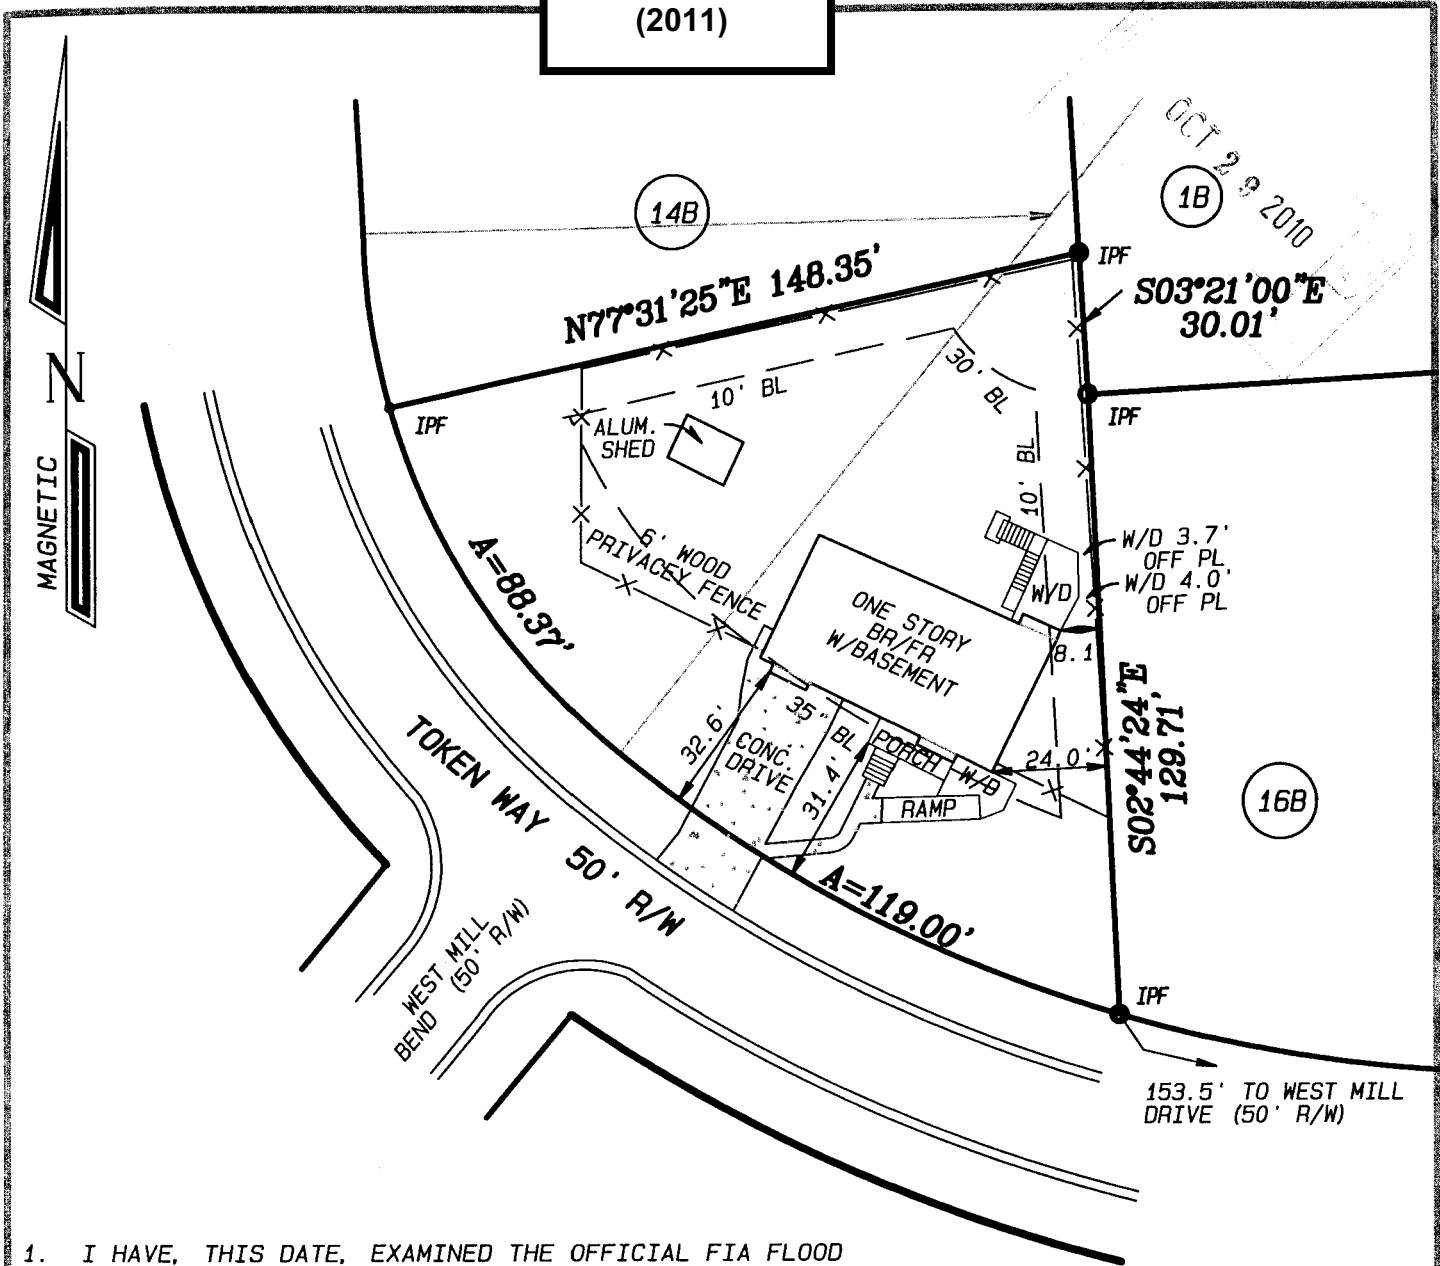 (2011)
OCT 29 2010
14B
1B
IPF
N77°31'25"E 148.35'
S03°21'00"E
30.01'
30' BL
10' BL
IPF
IPF
ALUM.
SHED
10' BL
N
MAGNETIC
6' WOOD
PRIVACEY FENCE
W/D 3.7'
OFF PL
W/D 4.0'
OFF PL
W/D
ONE STORY
BR/FR
W/BASEMENT
8.1
A=88.37'
S02°44'24"E
129.71'
35' BL
32.6'
CONC.
DRIVE
31.4'
PORCH
W/D
24.0'
RAMP
16B
TOKEN WAY 50' R/W
A=119.00'
WEST MILL
BEND (50' R/W)
IPF
153.5' TO WEST MILL
DRIVE (50' R/W)
1. I HAVE, THIS DATE, EXAMINED THE OFFICIAL FIA FLOOD